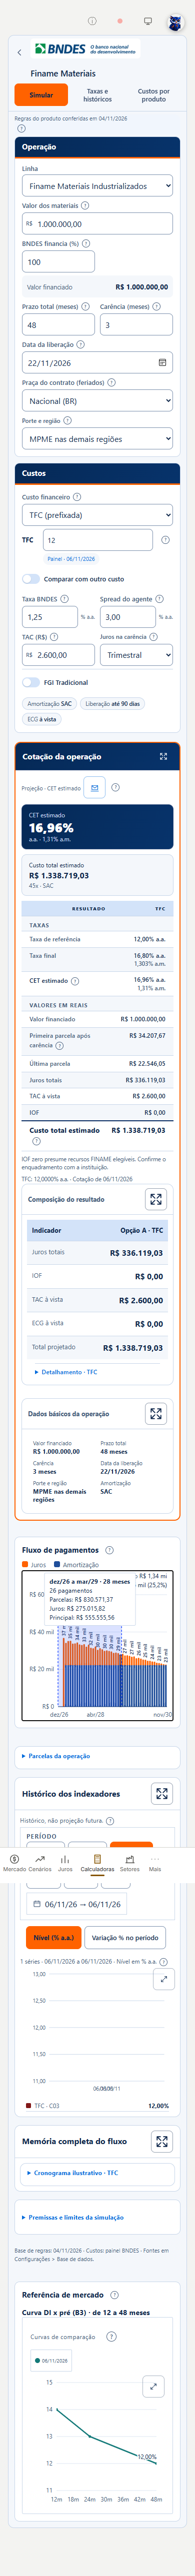 BNDES
O banco nacional
do desenvolvimento
Finame Materiais
Simular
Taxas e
históricos
Custos por
produto
Regras do produto conferidas em 04/11/2026
Operação
Linha
Finame Materiais Industrializados
Valor dos materiais
R$ 1.000.000,00
BNDES financia (%)
100
Valor financiado R$ 1.000.000,00
Prazo total (meses) Carência (meses)
48 3
Data da liberação
22/11/2026
Praça do contrato (feriados)
Nacional (BR)
Porte e região
MPME nas demais regiões
Custos
Custo financeiro
TFC (prefixada)
TFC 12
Painel · 06/11/2026
Comparar com outro custo
Taxa BNDES Spread do agente
1,25 % a.a. 3,00 % a.a.
TAC (R$) Juros na carência
R$ 2.600,00 Trimestral
FGI Tradicional
Amortização SAC Liberação até 90 dias
ECG à vista
Cotação da operação
Projeção · CET estimado
CET estimado
16,96%
a.a. · 1,31% a.m.
Custo total estimado
R$ 1.338.719,03
45x · SAC
RESULTADO TFC
TAXAS
Taxa de referência 12,00% a.a.
Taxa final 16,80% a.a.
1,303% a.m.
CET estimado 16,96% a.a.
1,31% a.m.
VALORES EM REAIS
Valor financiado R$ 1.000.000,00
Primeira parcela após
carência R$ 34.207,67
Última parcela R$ 22.546,05
Juros totais R$ 336.119,03
TAC à vista R$ 2.600,00
IOF R$ 0,00
Custo total estimado R$ 1.338.719,03
IOF zero presume recursos FINAME elegíveis. Confirme o
enquadramento com a instituição.
TFC: 12,0000% a.a. · Cotação de 06/11/2026
Composição do resultado
Indicador Opção A · TFC
Juros totais R$ 336.119,03
IOF R$ 0,00
TAC à vista R$ 2.600,00
ECG à vista R$ 0,00
Total projetado R$ 1.338.719,03
Detalhamento · TFC
Dados básicos da operação
Valor financiado Prazo total
R$ 1.000.000,00 48 meses
Carência Data da liberação
3 meses 22/11/2026
Porte e região Amortização
MPME nas demais SAC
regiões
Fluxo de pagamentos
Juros Amortização
dez/26 a mar/29 · 28 meses
26 pagamentos
Parcelas: R$ 830.571,37
Juros: R$ 275.015,82
Principal: R$ 555.555,56
R$ 1,34 mi
mil (25,2%)
R$ 60
R$ 40 mil
R$ 20 mil
R$ 0
dez/26 abr/28 nov/30
Parcelas da operação
Histórico dos indexadores
Histórico, não projeção futura.
PERÍODO
Mercado Cenários Juros Calculadoras Setores Mais
06/11/26 → 06/11/26
Nível (% a.a.) Variação % no período
1 séries · 06/11/2026 a 06/11/2026 · Nível em % a.a.
13,00
12,50
12,00
11,50
11,00
TFC · C03 12,00%
Memória completa do fluxo
Cronograma ilustrativo · TFC
Premissas e limites da simulação
Base de regras: 04/11/2026 · Custos: painel BNDES · Fontes em
Configurações > Base de dados.
Referência de mercado
Curva DI x pré (B3) · de 12 a 48 meses
Curvas de comparação
06/11/2026
15
14
13
12
11
12,00%
12m 18m 24m 30m 36m 42m 48m